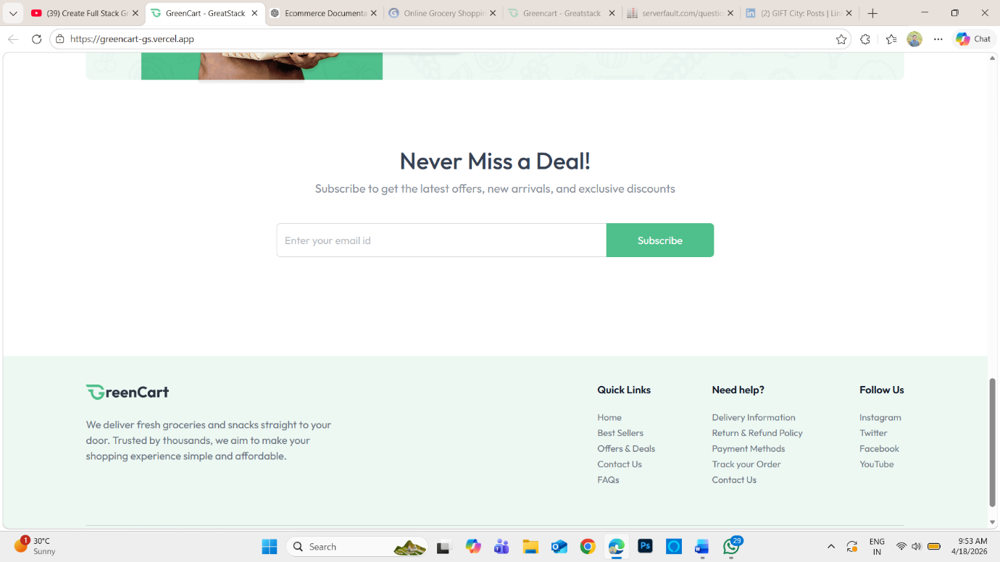 (39) Create Full Stack Gr
GreenCart - GreatStack
Ecommerce Documenta
Online Grocery Shoppin
Greencart - Greatstack
serverfault.com/questio
(2) GIFT City: Posts | Lin
https://greencart-gs.vercel.app
Chat
Never Miss a Deal!
Subscribe to get the latest offers, new arrivals, and exclusive discounts
Enter your email id
Subscribe
GreenCart
We deliver fresh groceries and snacks straight to your
door. Trusted by thousands, we aim to make your
shopping experience simple and affordable.
Quick Links
Home
Best Sellers
Offers & Deals
Contact Us
FAQs
Need help?
Delivery Information
Return & Refund Policy
Payment Methods
Track your Order
Contact Us
Follow Us
Instagram
Twitter
Facebook
YouTube
1
30°C
Sunny
Search
Ps
29
ENG
IN
9:53 AM
4/18/2026